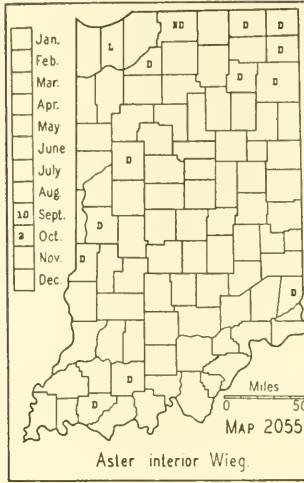 Jan.
Feb.
Mar.
Apr.
May
June
July
Aug.
10 Sept.
2 Oct.
Nov.
Dec.
ND D D
L
D D
D D
D
D
D
D
D
D
Miles
0 50
MAP 2055
Aster interior Wieg.